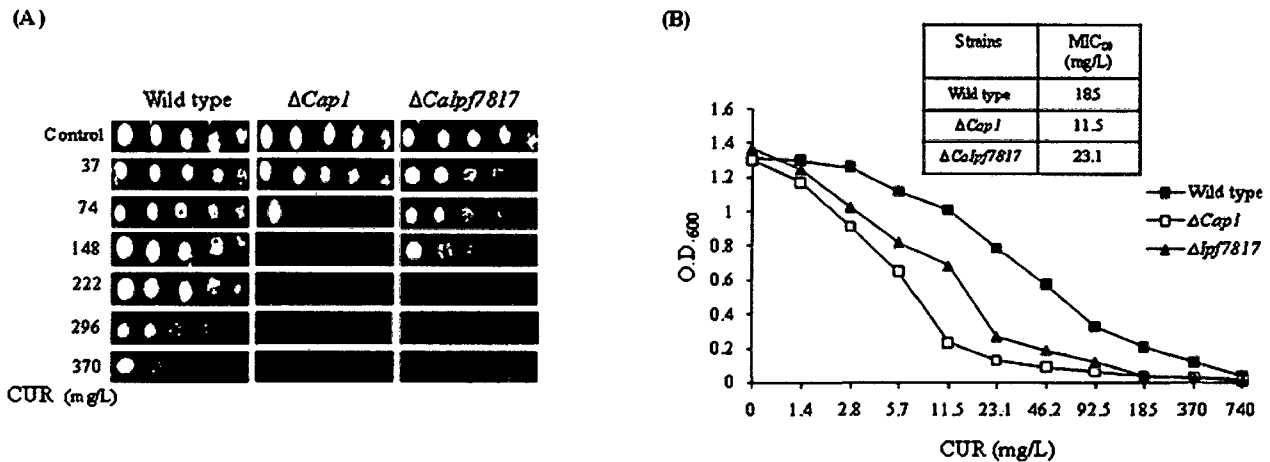 (A)
Wild type ΔCap1 ΔCaIpf7817
Control
37
74
148
222
296
370
CUR (mg/L)
(B)
Strains MIC
(mg/L)
Wild type 185
ΔCap1 11.5
ΔCaIpf7817 23.1
Wild type
ΔCap1
ΔIpf7817
O.D.600
1.6
1.4
1.2
1
0.8
0.6
0.4
0.2
0
0 1.4 2.8 5.7 11.5 23.1 46.2 92.5 185 370 740
CUR (mg/L)